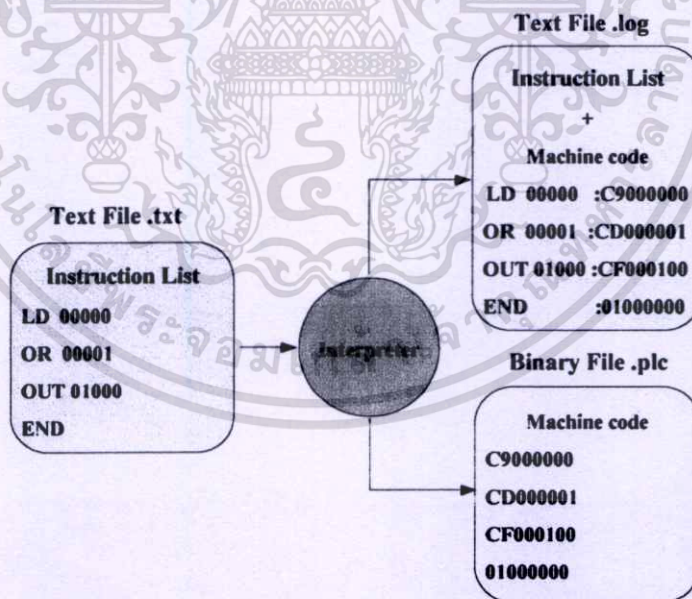 Text File .log
Instruction List
+
Machine code
LD 00000 :C9000000
OR 00001 :CD000001
OUT 01000 :CF000100
END :01000000
Text File .txt
Instruction List
LD 00000
OR 00001
OUT 01000
END
Interpreter
Binary File .plc
Machine code
C9000000
CD000001
CF000100
01000000